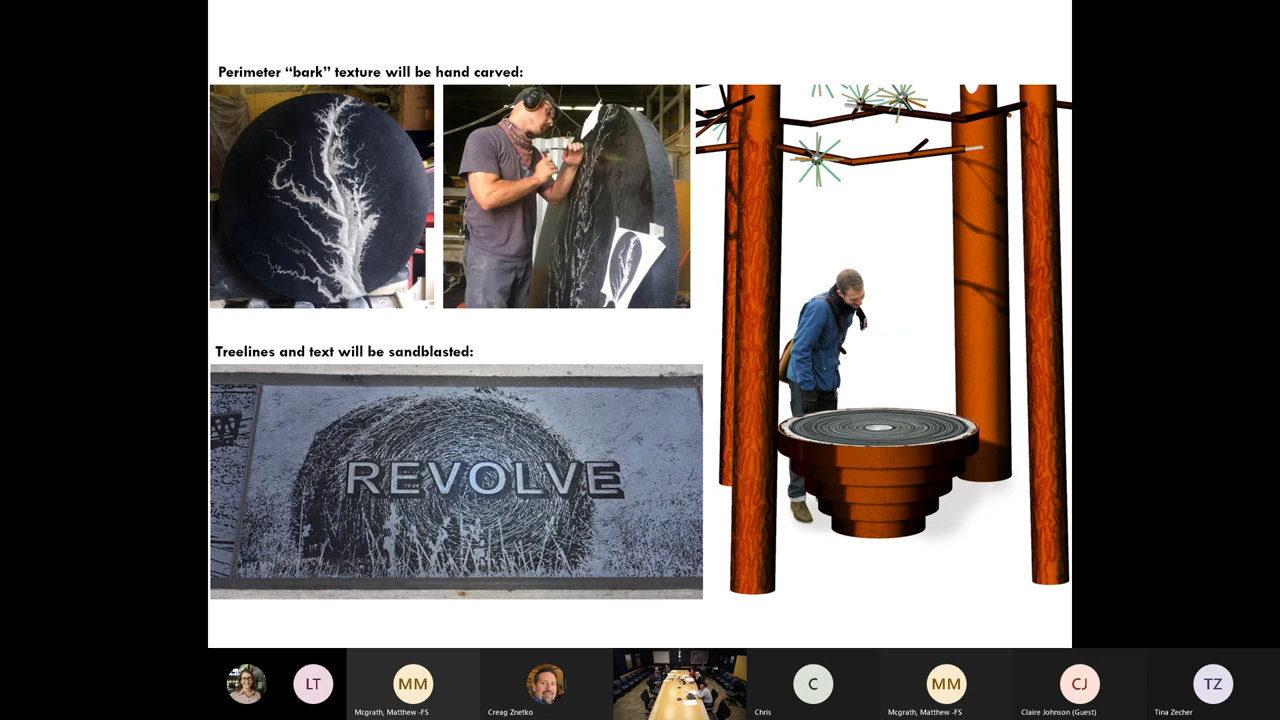 Perimeter “bark” texture will be hand carved:
Treelines and text will be sandblasted:
REVOLVE
LT
MM
Mcgrath, Matthew -FS
Creag Znetko
C
Chris
MM
Mcgrath, Matthew -FS
CJ
Claire Johnson (Guest)
TZ
Tina Zecher